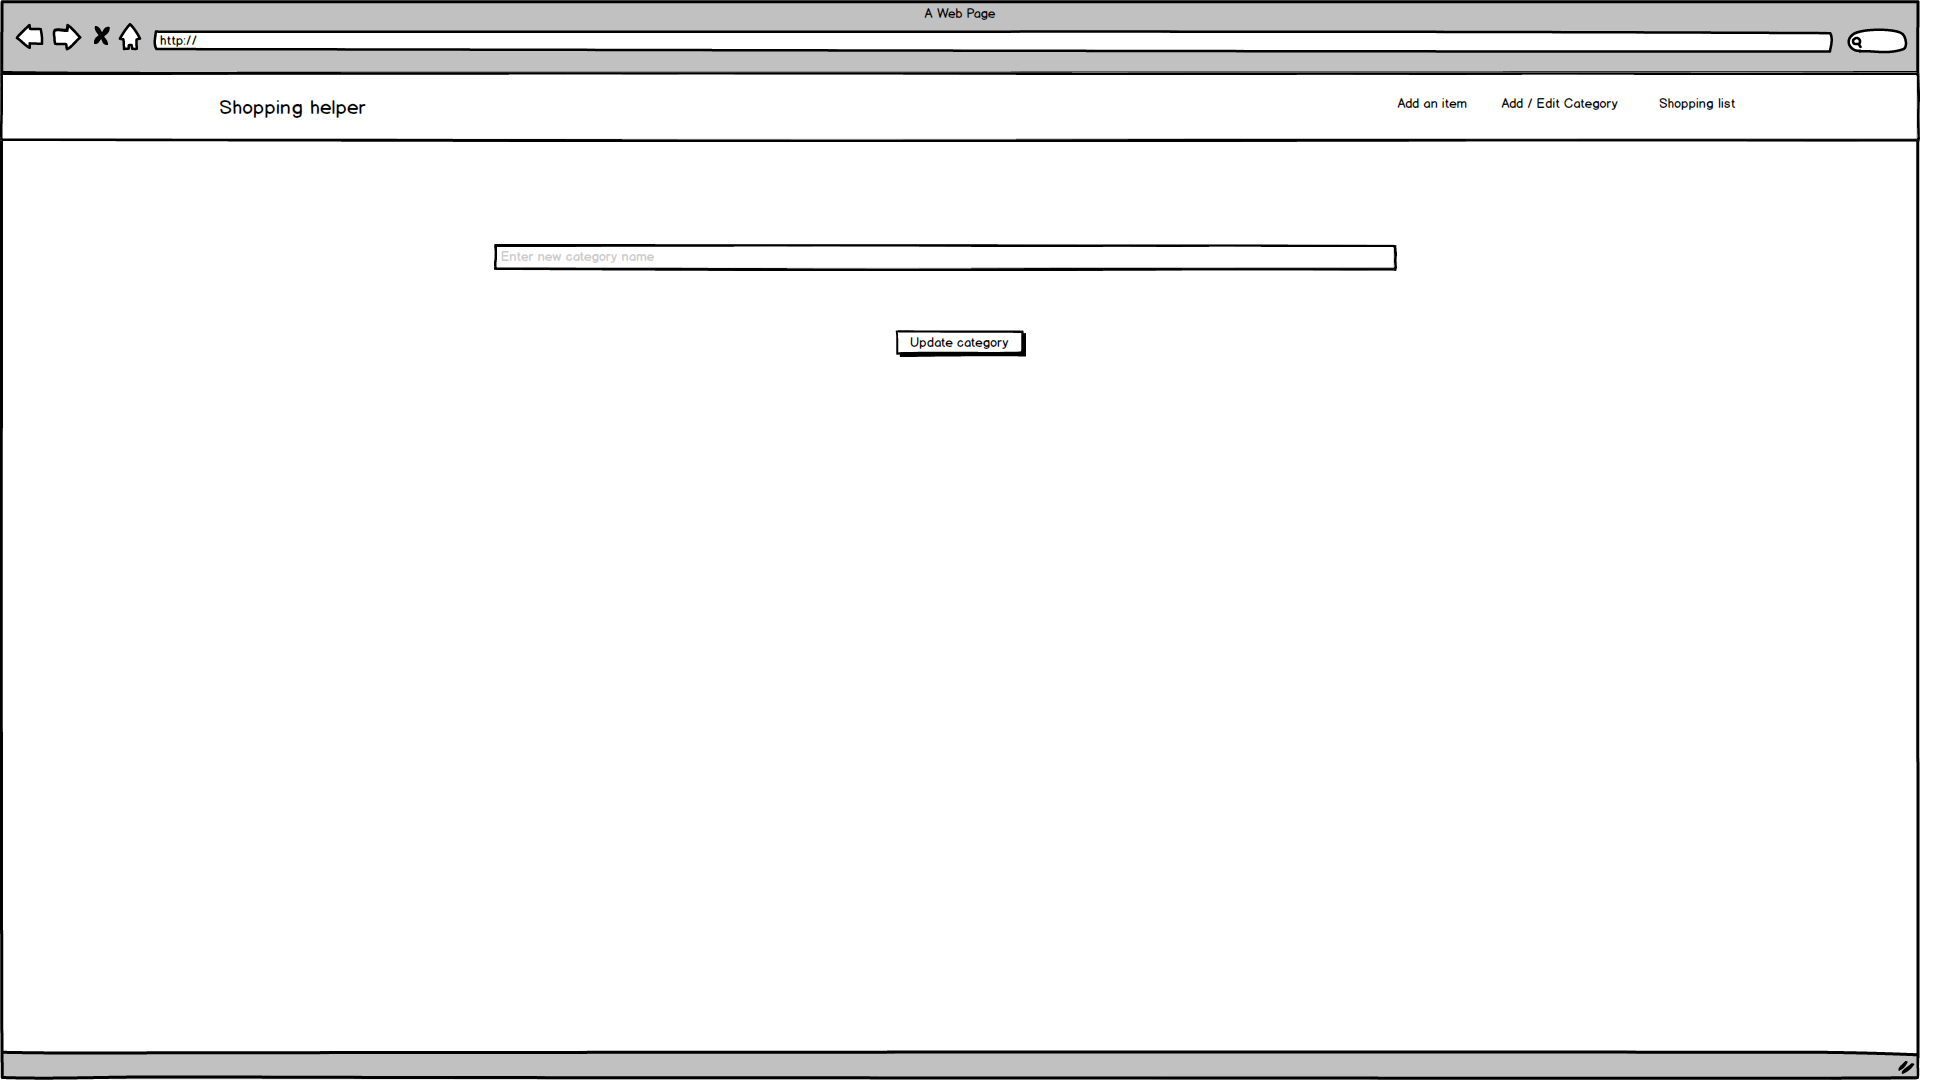 A Web Page
http://
Shopping helper
Add an item
Add / Edit Category
Shopping list
Enter new category name
Update category